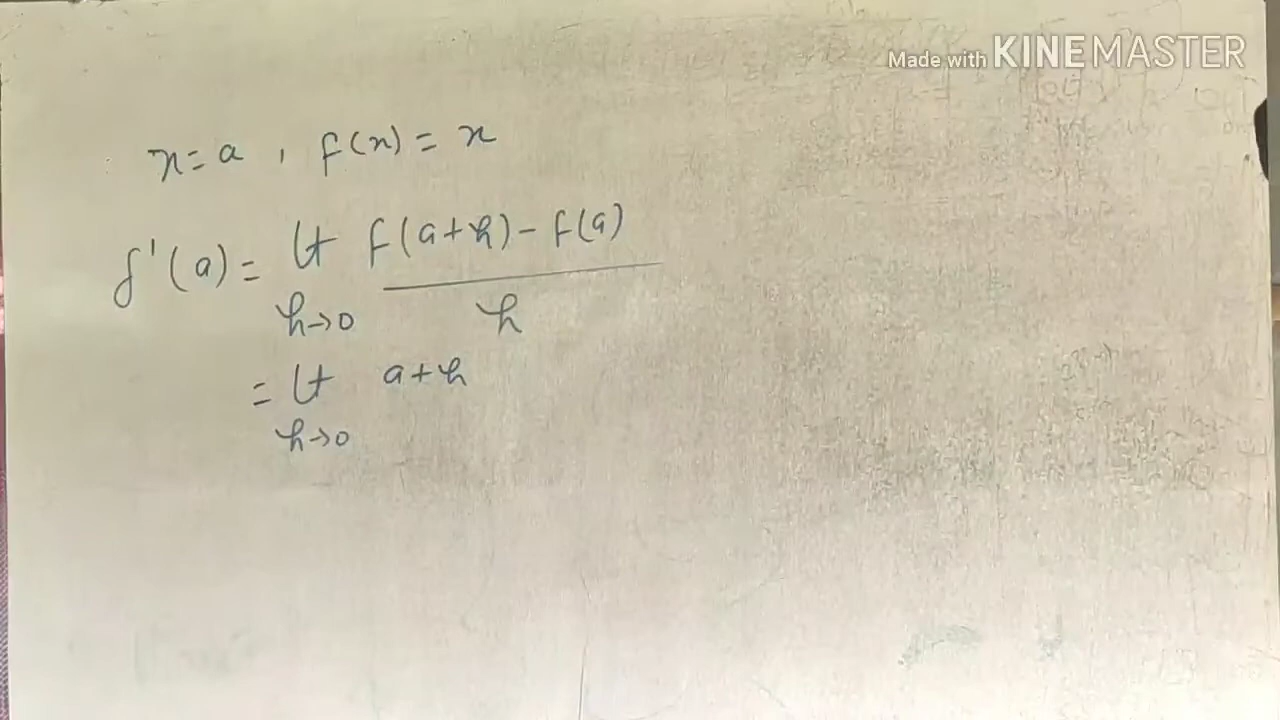 Made with KINEMASTER
x = a , f(x) = x
f'(a) = lt f(a+h) - f(a)
h→0 h
= lt a+h
h→0